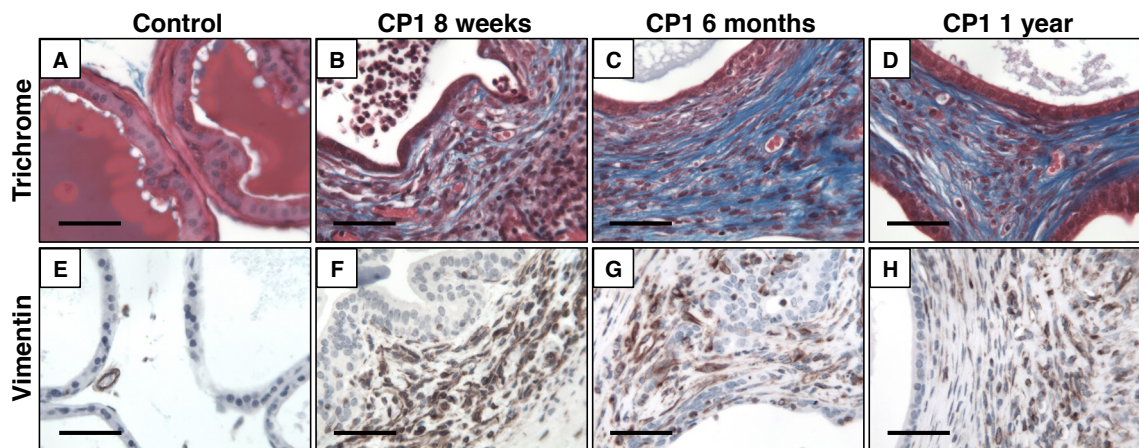 Control CP1 8 weeks CP1 6 months CP1 1 year
Trichrome
A B C D
Vimentin
E F G H